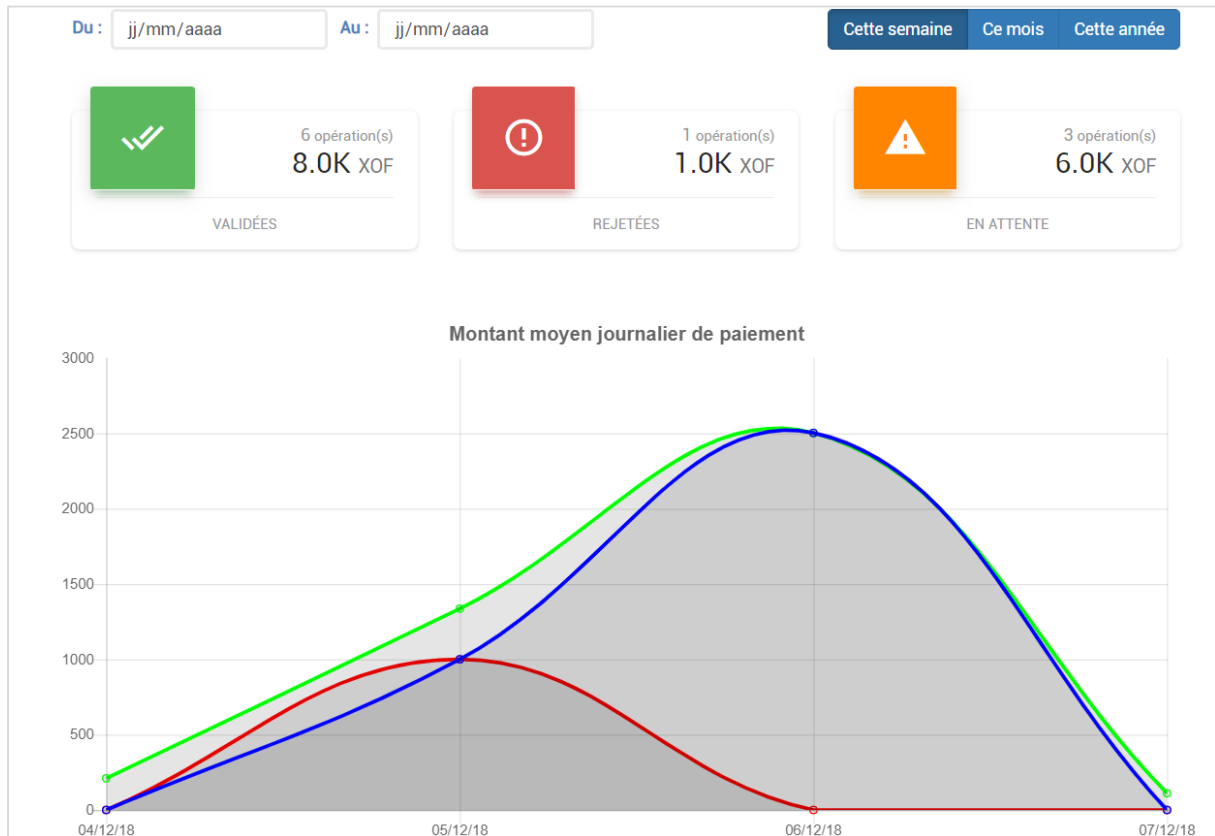 Du : jj/mm/aaaa Au : jj/mm/aaaa Cette semaine Ce mois Cette année
6 opération(s)
8.0K XOF
VALIDÉES
1 opération(s)
1.0K XOF
REJETÉES
3 opération(s)
6.0K XOF
EN ATTENTE
Montant moyen journalier de paiement
3000
2500
2000
1500
1000
500
0
04/12/18 05/12/18 06/12/18 07/12/18